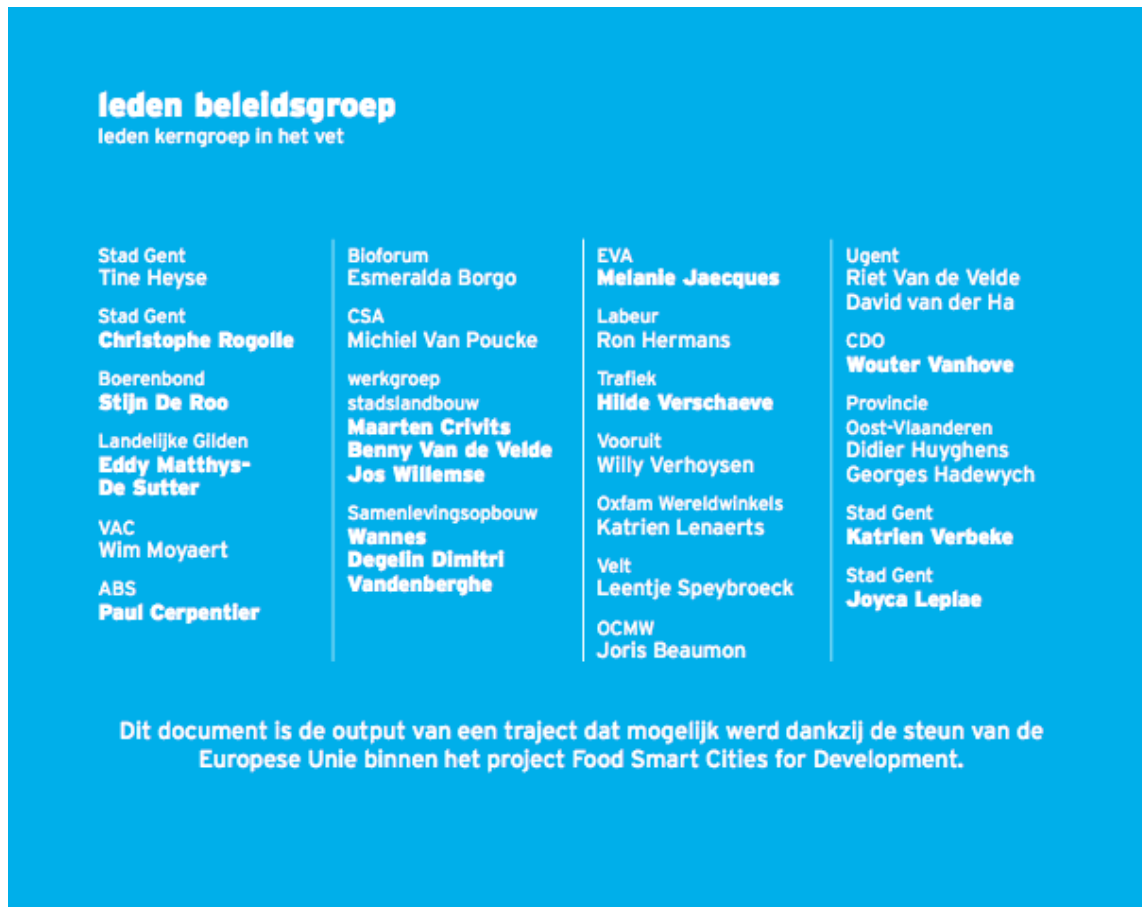 leden beleidsgroep
leden kerngroep in het vet
Stad Gent
Tine Heyse
Stad Gent
Christophe Rogolle
Boerenbond
Stijn De Roo
Landelijke Gilden
Eddy Matthys-
De Sutter
VAC
Wim Moyaert
ABS
Paul Cerpentier
Bioforum
Esmeralda Borgo
CSA
Michiel Van Poucke
werkgroep
stadslandbouw
Maarten Crivits
Benny Van de Velde
Jos Willemse
Samenlevingsopbouw
Wannes
Degelin Dimitri
Vandenberghe
EVA
Melanie Jaecques
Labeur
Ron Hermans
Trafiek
Hilde Verschaeve
Vooruit
Willy Verhoysen
Oxfam Wereldwinkels
Katrien Lenaerts
Velt
Leentje Speybroeck
OCMW
Joris Beaumon
Ugent
Riet Van de Velde
David van der Ha
CDO
Wouter Vanhove
Provincie
Oost-Vlaanderen
Didier Huyghens
Georges Hadewych
Stad Gent
Katrien Verbeke
Stad Gent
Joyca Leplae
Dit document is de output van een traject dat mogelijk werd dankzij de steun van de
Europese Unie binnen het project Food Smart Cities for Development.